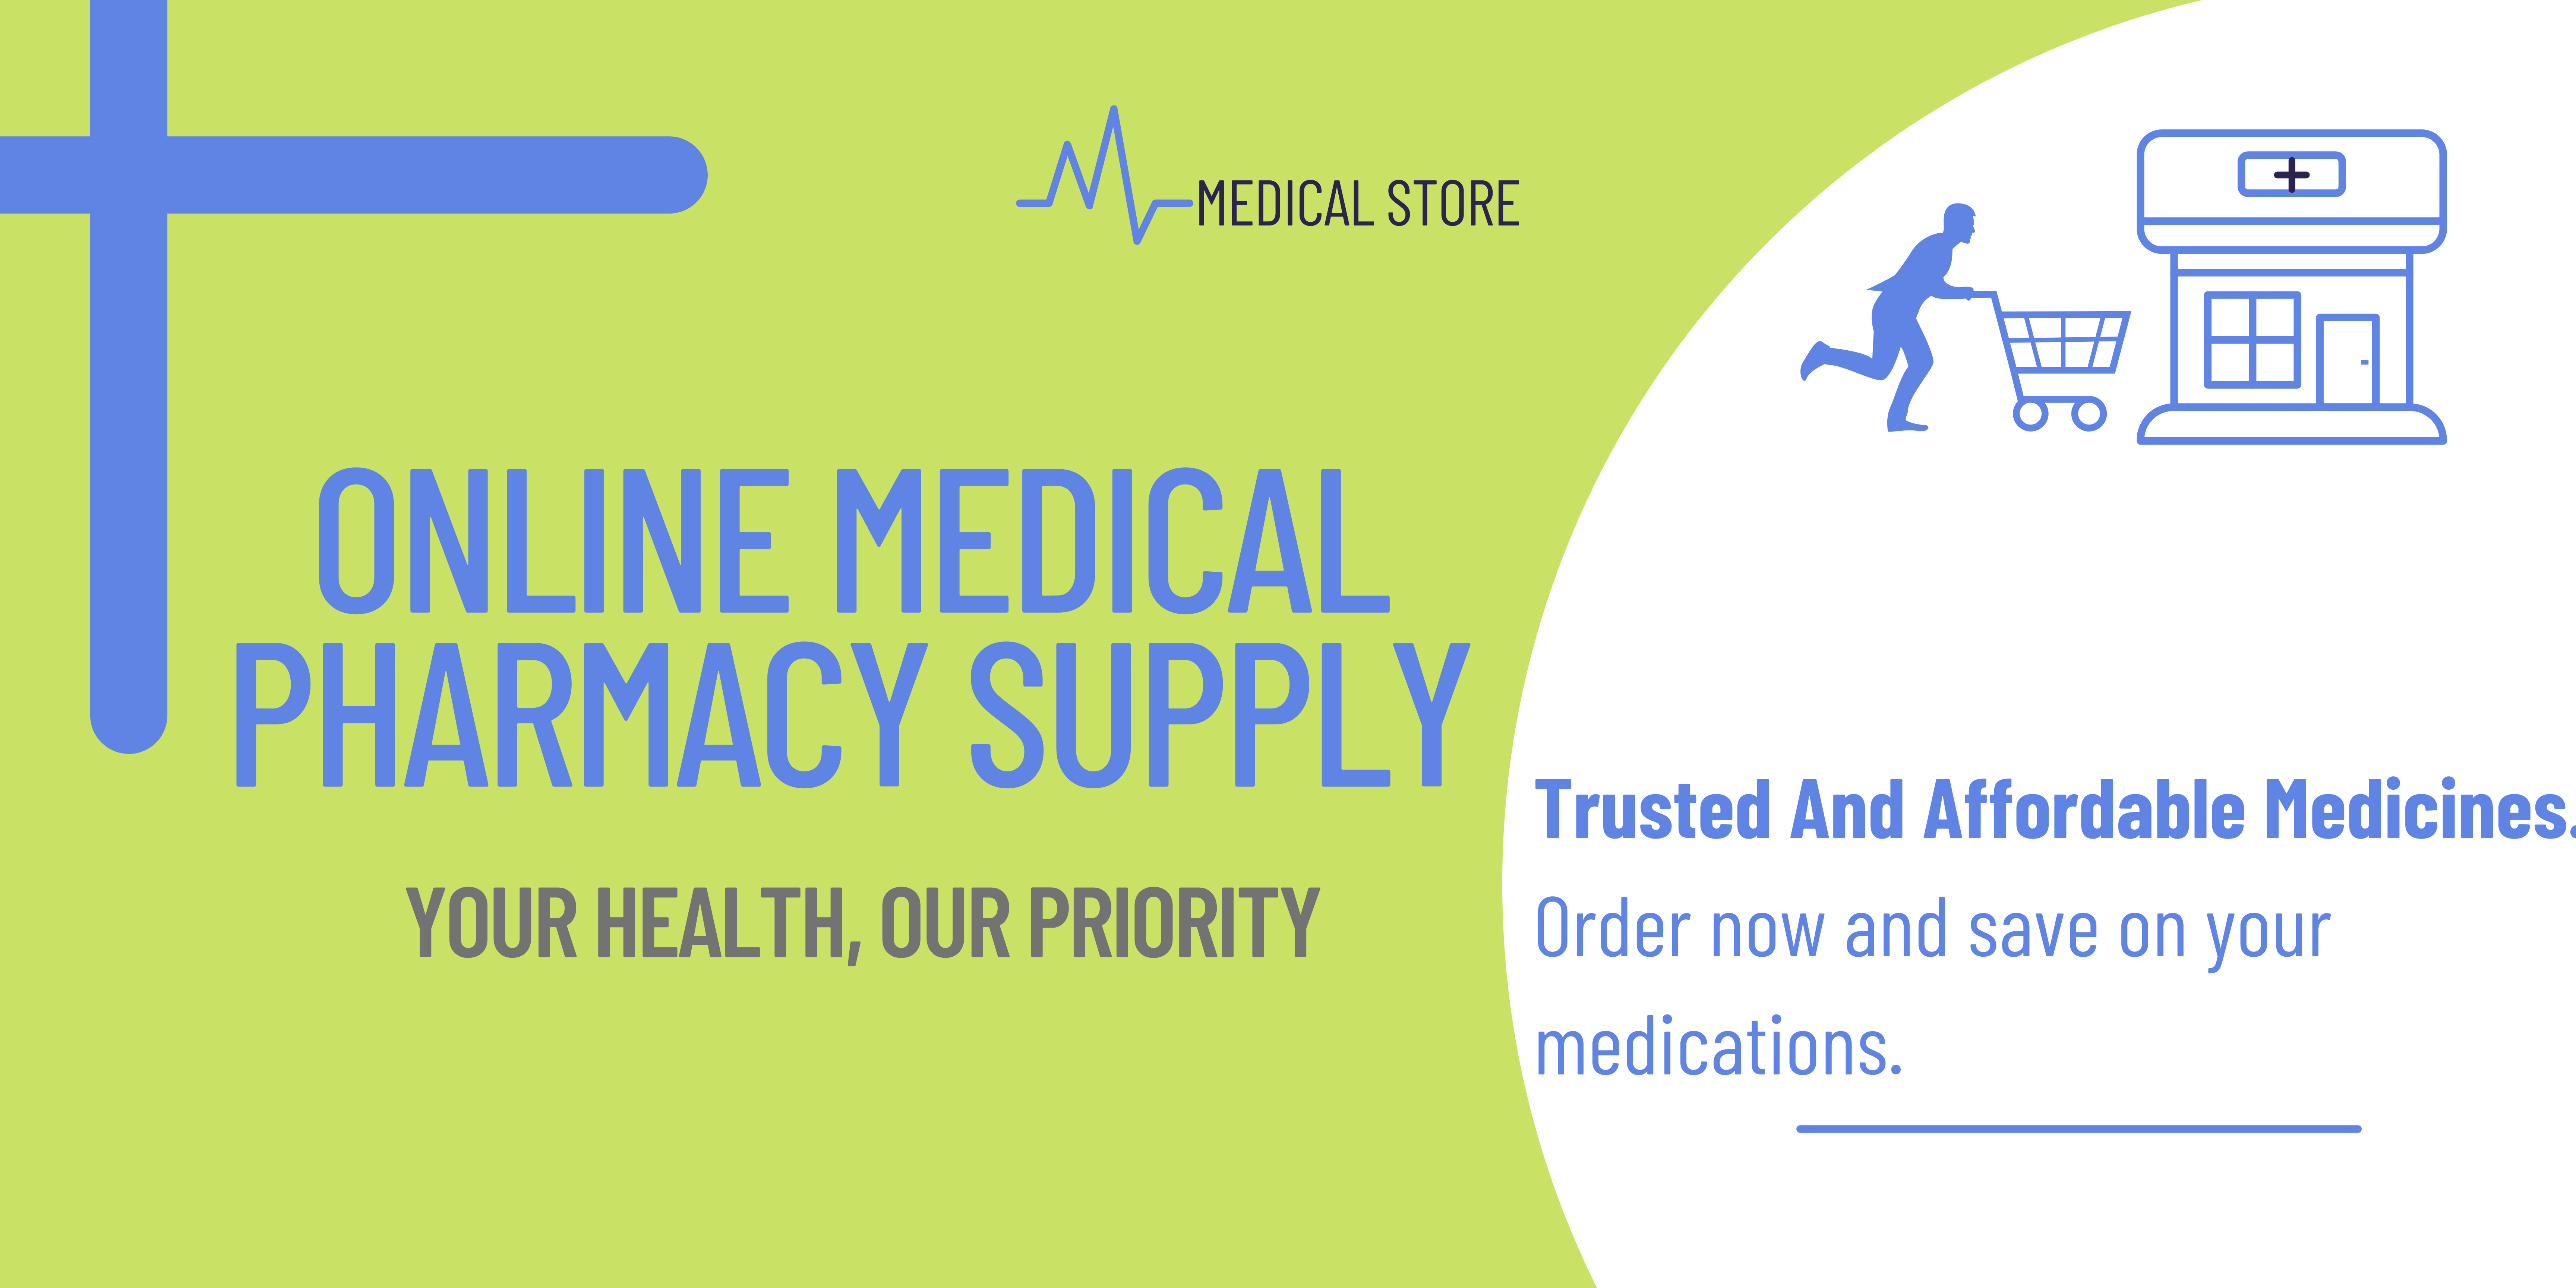 MEDICAL STORE
ONLINE MEDICAL
PHARMACY SUPPLY
YOUR HEALTH, OUR PRIORITY
Trusted And Affordable Medicines.
Order now and save on your
medications.